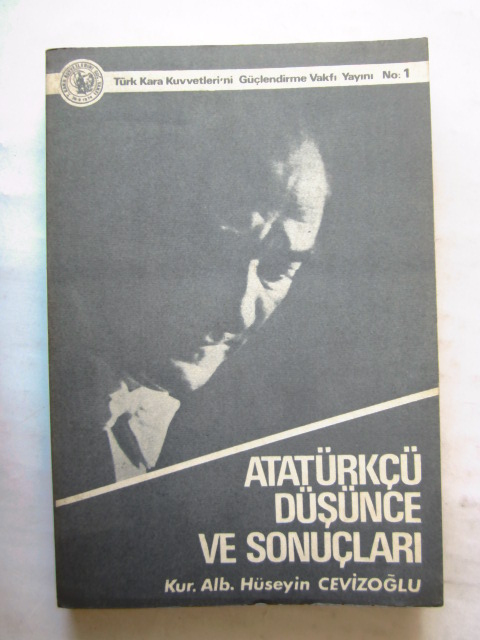 Türk Kara Kuvvetleri'ni Güçlendirme Vakfı Yayını No: 1
ATATÜRKÇÜ
DÜŞÜNCE
VE SONUÇLARI
Kur. Alb. Hüseyin CEVİZOĞLU